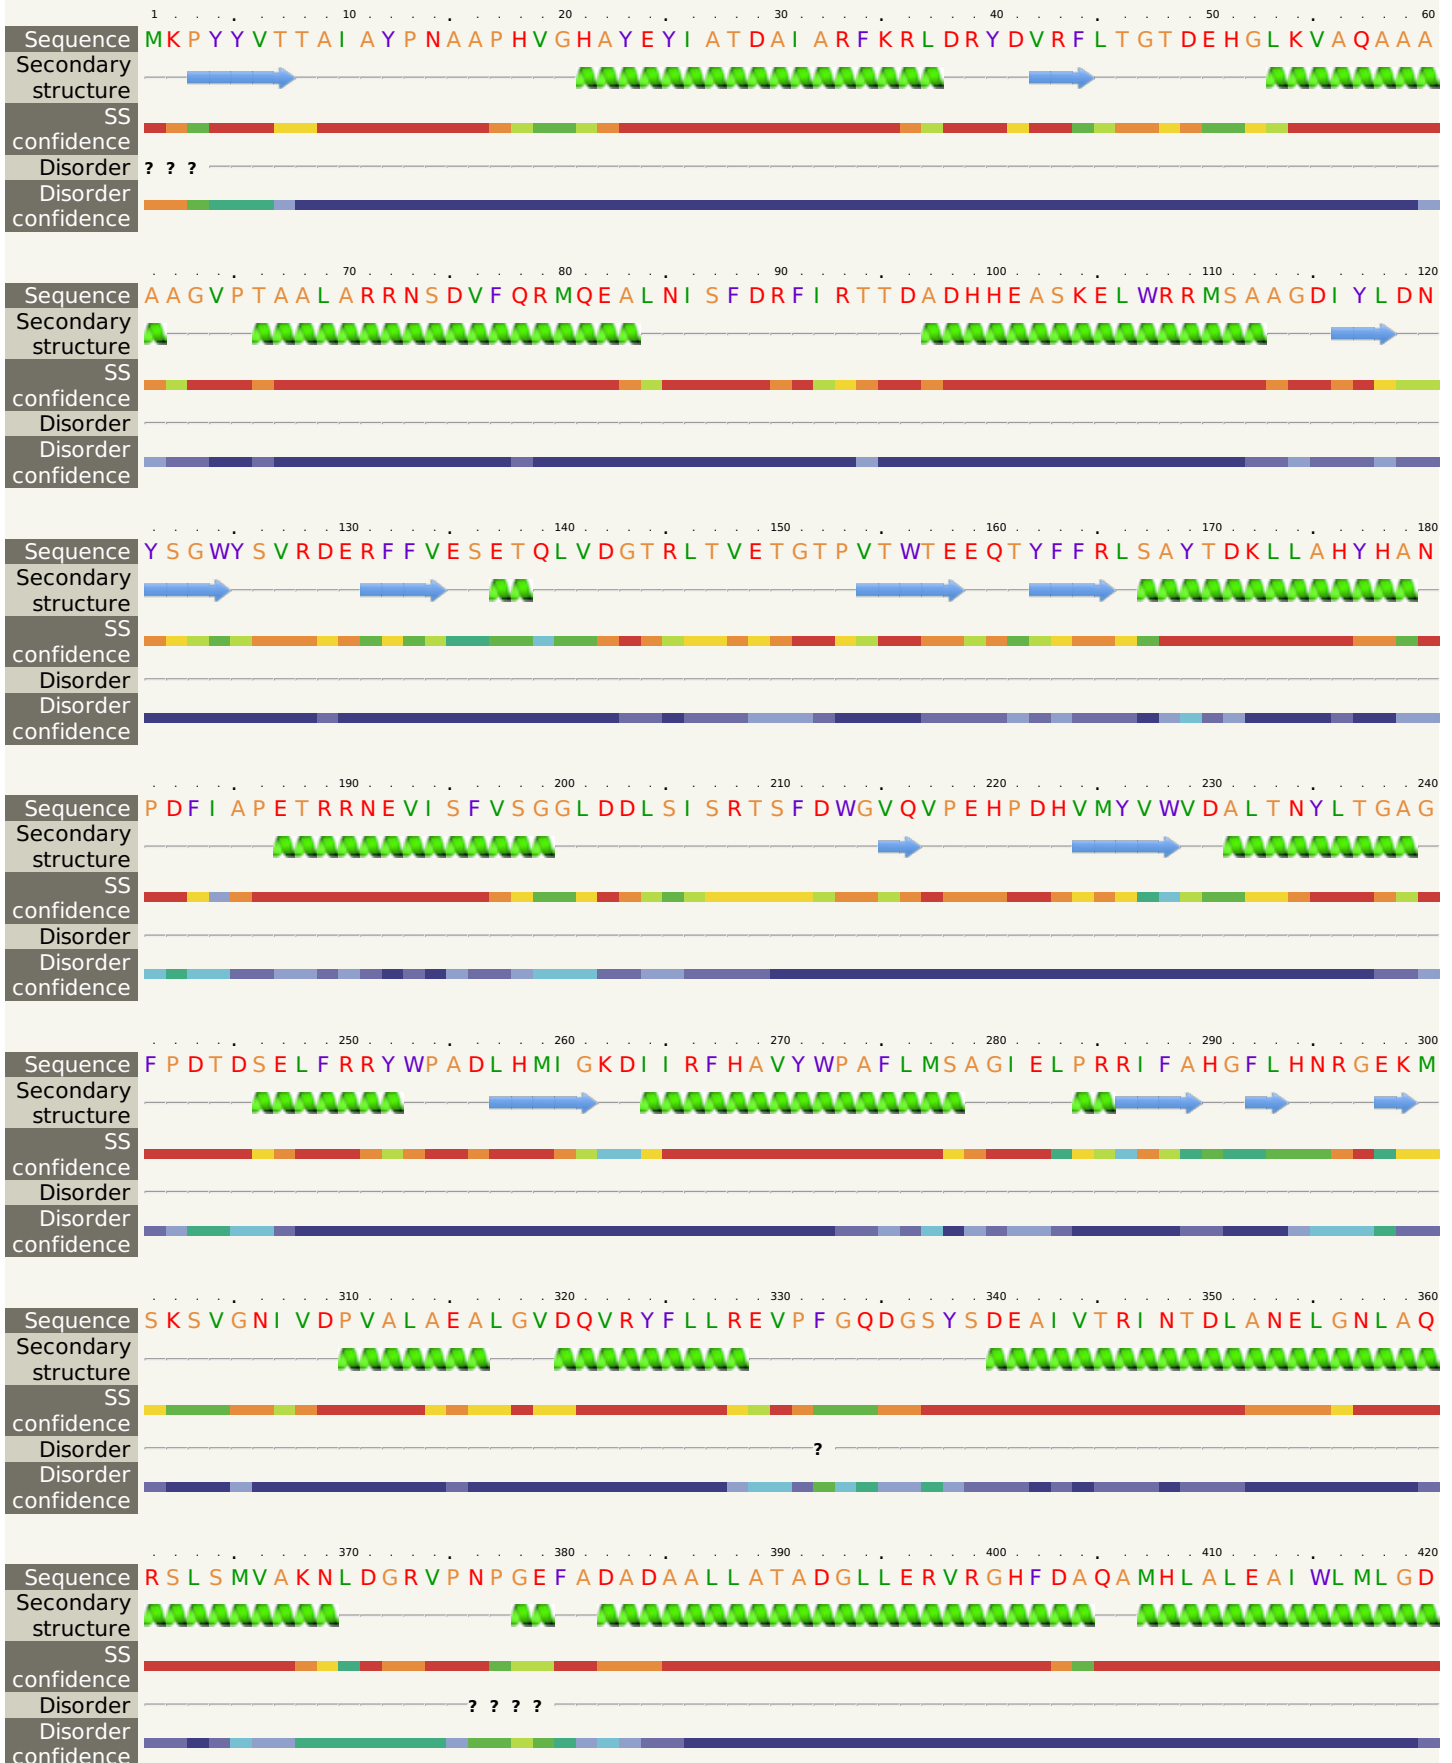 1 . . . . 10 . . . . 20 . . . . 30 . . . . 40 . . . . 50 . . . . 60
Sequence M K P Y Y V T T A I A Y P N A A P H V G H A Y E Y I A T D A I A R F K R L D R Y D V R F L T G T D E H G L K V A Q A A A
Secondary
structure
SS
confidence
Disorder ? ? ?
Disorder
confidence
. . . . 70 . . . . 80 . . . . 90 . . . . 100 . . . . 110 . . . . 120
Sequence A A G V P T A A L A R R N S D V F Q R M Q E A L N I S F D R F I R T T D A D H H E A S K E L W R R M S A A G D I Y L D N
Secondary
structure
SS
confidence
Disorder
Disorder
confidence
. . . . 130 . . . . 140 . . . . 150 . . . . 160 . . . . 170 . . . . 180
Sequence Y S G W Y S V R D E R F F V E S E T Q L V D G T R L T V E T G T P V T W T E E Q T Y F F R L S A Y T D K L L A H Y H A N
Secondary
structure
SS
confidence
Disorder
Disorder
confidence
. . . . 190 . . . . 200 . . . . 210 . . . . 220 . . . . 230 . . . . 240
Sequence P D F I A P E T R R N E V I S F V S G G L D D L S I S R T S F D W G V Q V P E H P D H V M Y V W V D A L T N Y L T G A G
Secondary
structure
SS
confidence
Disorder
Disorder
confidence
. . . . 250 . . . . 260 . . . . 270 . . . . 280 . . . . 290 . . . . 300
Sequence F P D T D S E L F R R Y W P A D L H M I G K D I I R F H A V Y W P A F L M S A G I E L P R R I F A H G F L H N R G E K M
Secondary
structure
SS
confidence
Disorder
Disorder
confidence
. . . . 310 . . . . 320 . . . . 330 . . . . 340 . . . . 350 . . . . 360
Sequence S K S V G N I V D P V A L A E A L G V D Q V R Y F L L R E V P F G Q D G S Y S D E A I V T R I N T D L A N E L G N L A Q
Secondary
structure
SS
confidence
Disorder ?
Disorder
confidence
. . . . 370 . . . . 380 . . . . 390 . . . . 400 . . . . 410 . . . . 420
Sequence R S L S M V A K N L D G R V P N P G E F A D A D A A L L A T A D G L L E R V R G H F D A Q A M H L A L E A I W L M L G D
Secondary
structure
SS
confidence
Disorder ? ? ? ?
Disorder
confidence